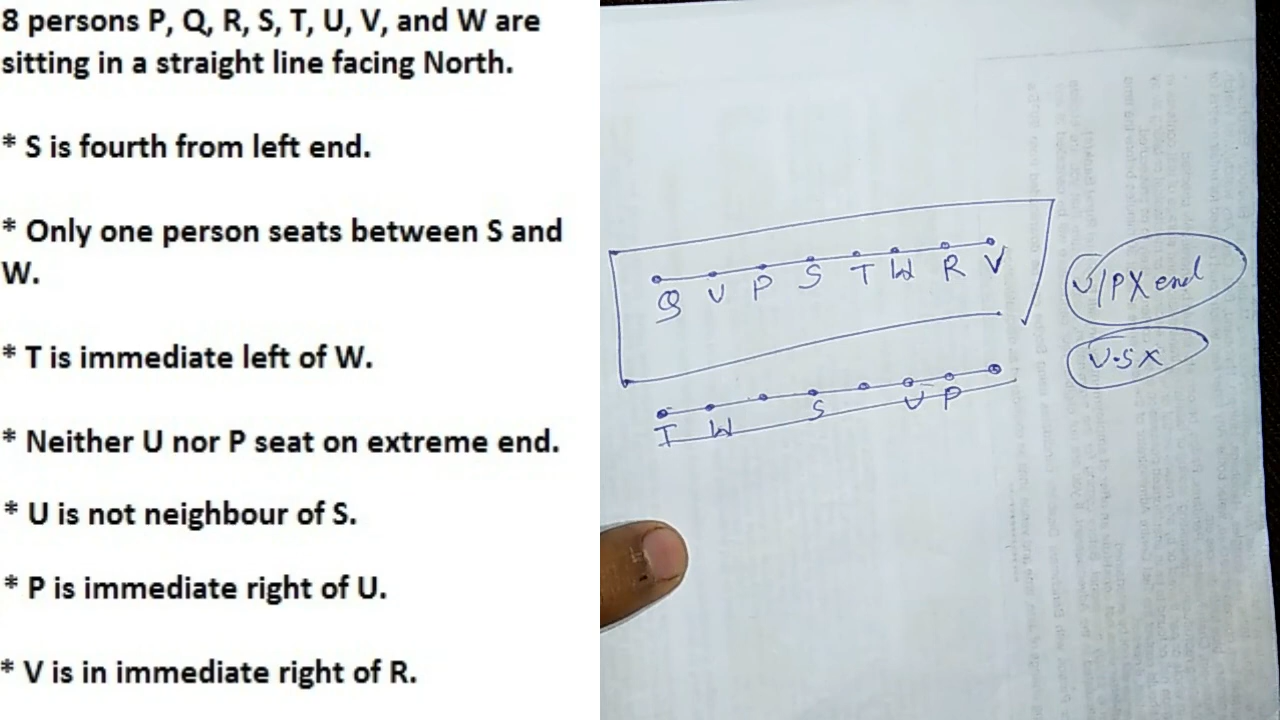 8 persons P, Q, R, S, T, U, V, and W are
sitting in a straight line facing North.
* S is fourth from left end.
* Only one person seats between S and
W.
* T is immediate left of W.
* Neither U nor P seat on extreme end.
* U is not neighbour of S.
* P is immediate right of U.
* V is in immediate right of R.
Q U P S T W R V
U/P X end
U-S X
T W S U P